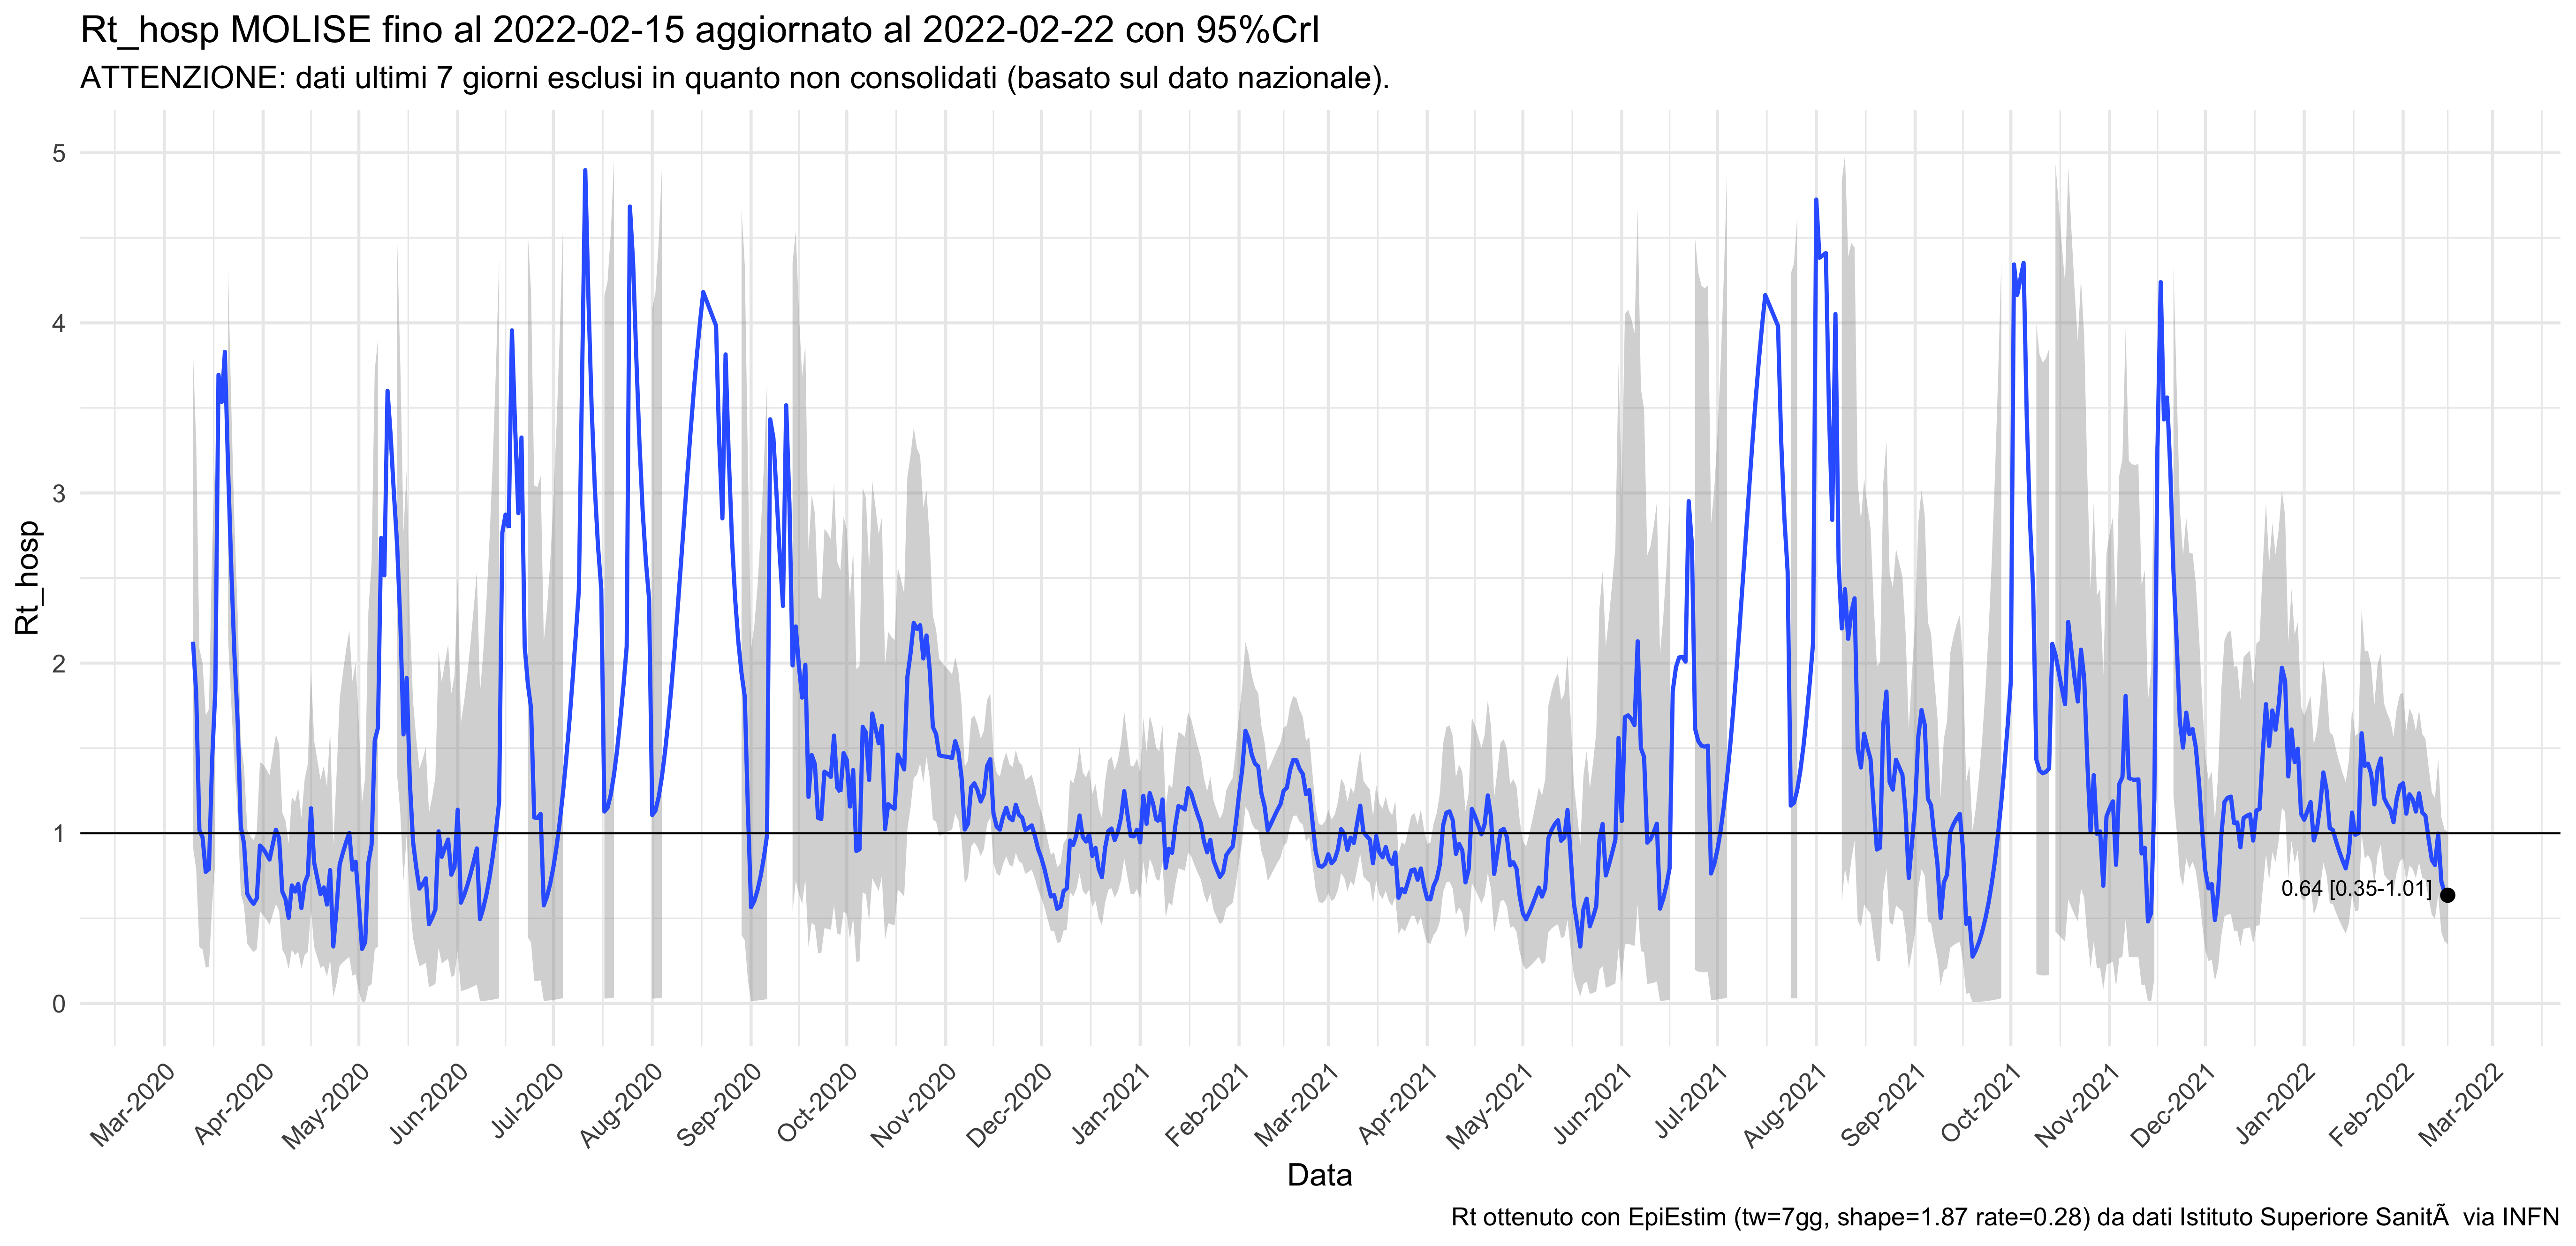 Rt_hosp MOLISE fino al 2022-02-15 aggiornato al 2022-02-22 con 95%CrI
ATTENZIONE: dati ultimi 7 giorni esclusi in quanto non consolidati (basato sul dato nazionale).
5
4
3
2
1
0
Rt_hosp
0.64 [0.35-1.01]
Mar-2020
Apr-2020
May-2020
Jun-2020
Jul-2020
Aug-2020
Sep-2020
Oct-2020
Nov-2020
Dec-2020
Jan-2021
Feb-2021
Mar-2021
Apr-2021
May-2021
Jun-2021
Jul-2021
Aug-2021
Sep-2021
Oct-2021
Nov-2021
Dec-2021
Jan-2022
Feb-2022
Mar-2022
Data
Rt ottenuto con EpiEstim (tw=7gg, shape=1.87 rate=0.28) da dati Istituto Superiore SanitÃ  via INFN